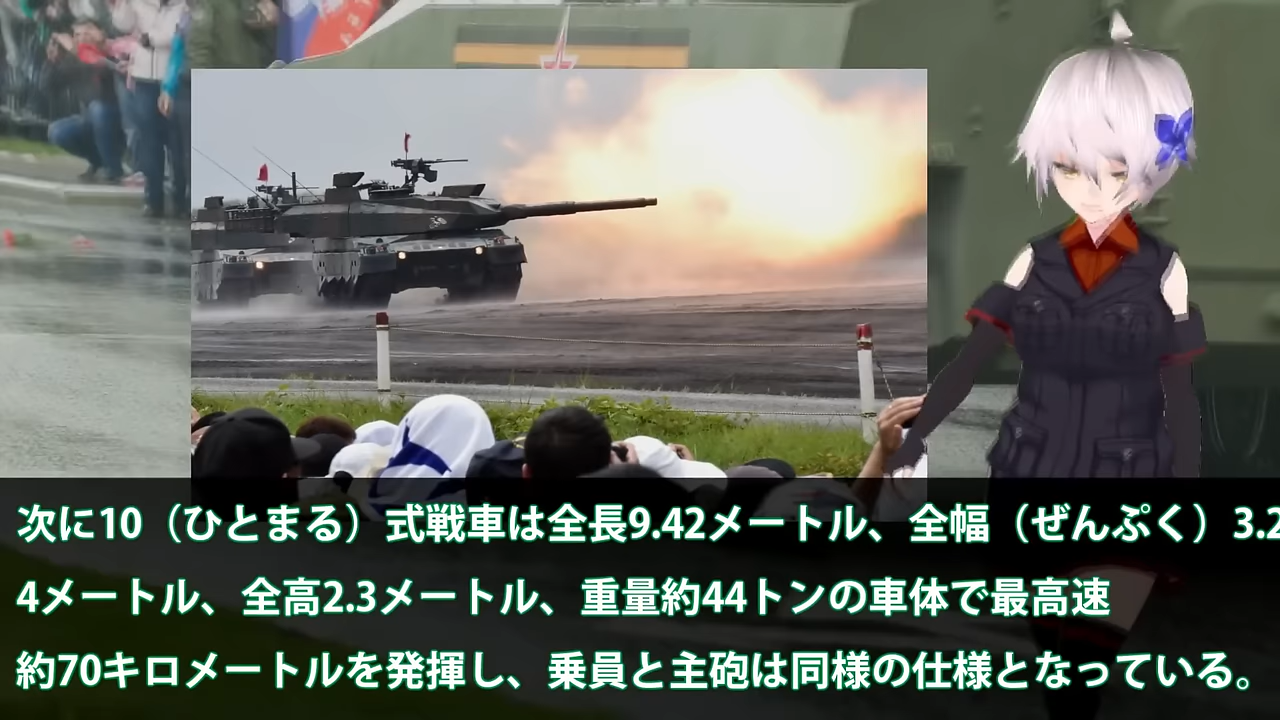 次に10（ひとまる）式戦車は全長9.42メートル、全幅（ぜんぷく）3.2
4メートル、全高2.3メートル、重量約44トンの車体で最高速
約70キロメートルを発揮し、乗員と主砲は同様の仕様となっている。